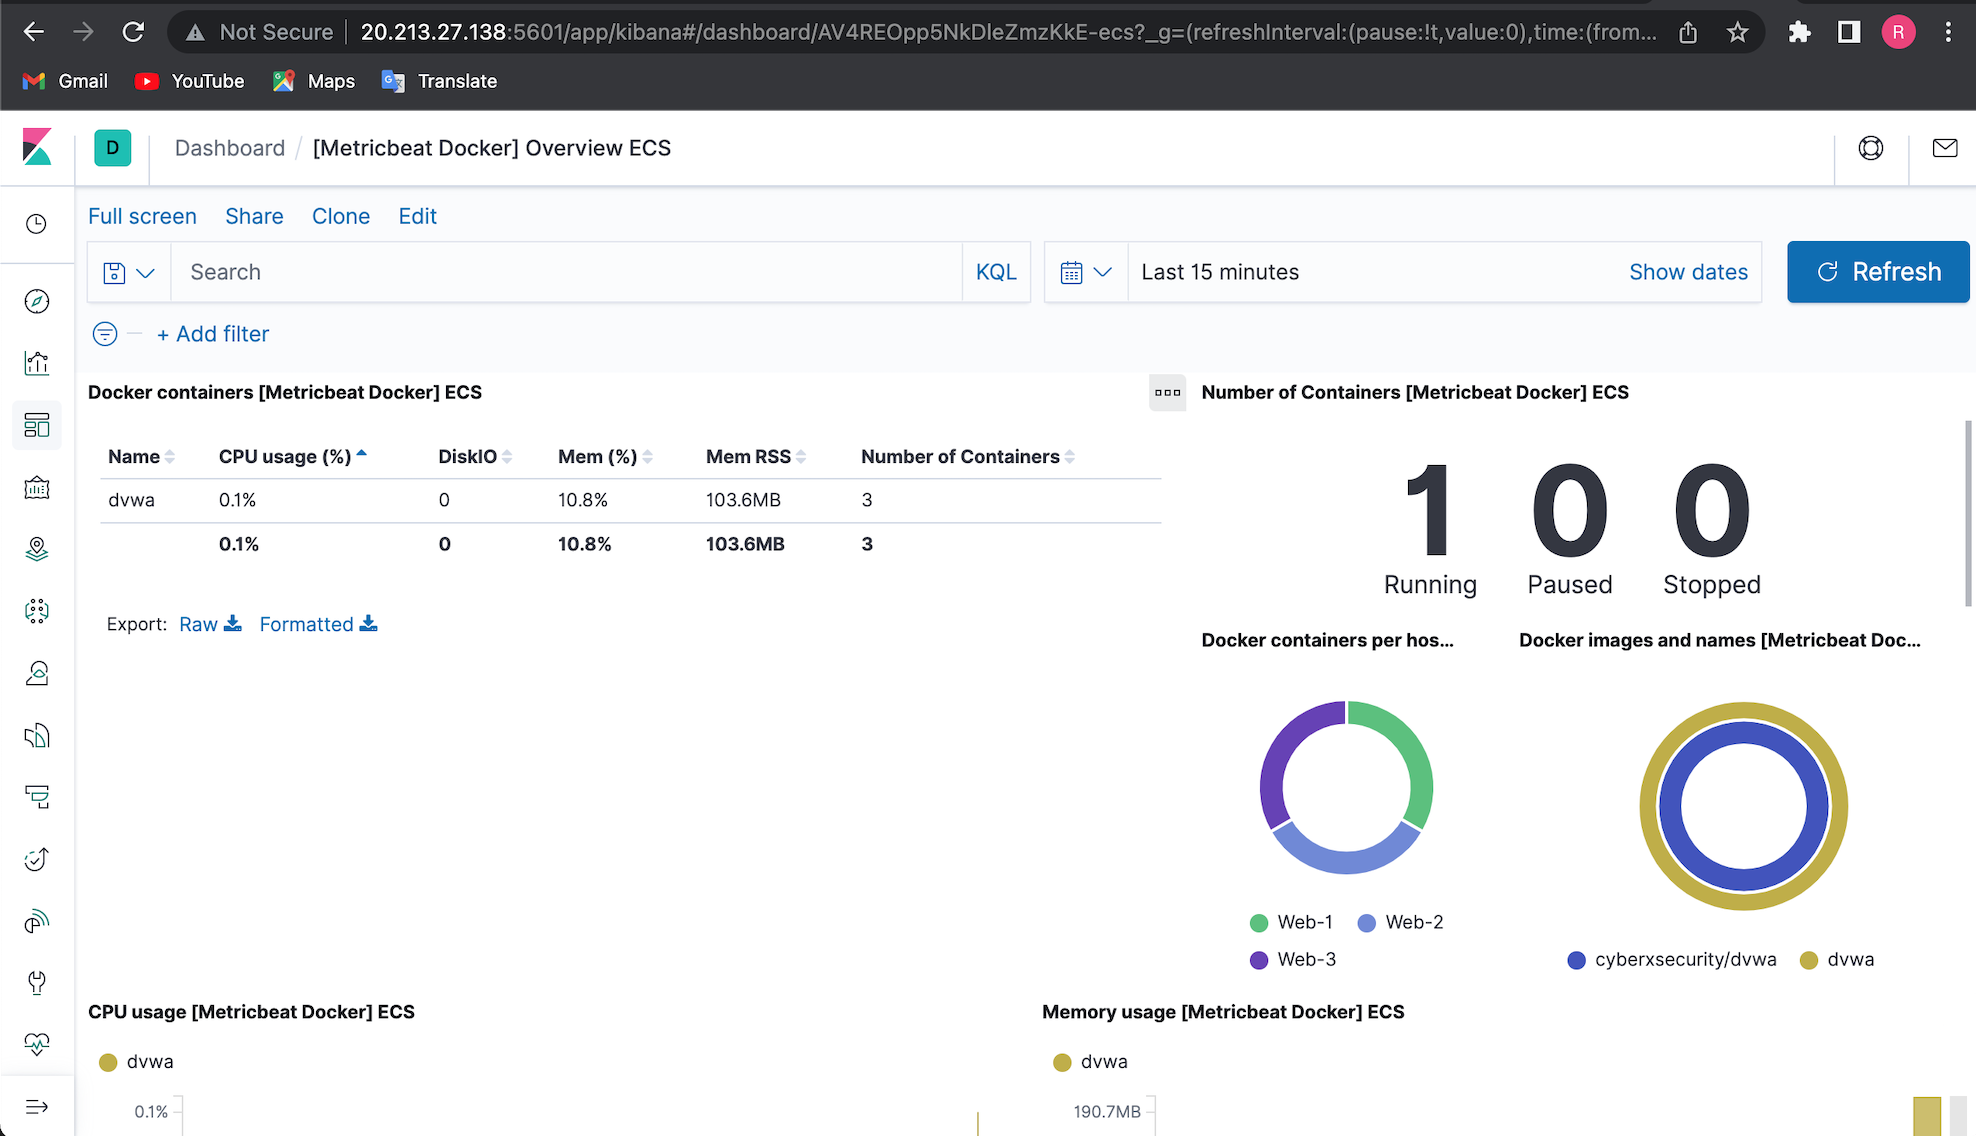 Not Secure 20.213.27.138:5601/app/kibana#/dashboard/AV4REOpp5NkDleZmzKkE-ecs?_g=(refreshInterval:(pause:!t,value:0),time:(from... R
Gmail YouTube Maps Translate
D Dashboard / [Metricbeat Docker] Overview ECS
Full screen Share Clone Edit
Search KQL Last 15 minutes Show dates Refresh
+ Add filter
Docker containers [Metricbeat Docker] ECS
Name CPU usage (%) DiskIO Mem (%) Mem RSS Number of Containers
dvwa 0.1% 0 10.8% 103.6MB 3
0.1% 0 10.8% 103.6MB 3
Export: Raw Formatted
Number of Containers [Metricbeat Docker] ECS
1 0 0
Running Paused Stopped
Docker containers per hos...
Web-1 Web-2
Web-3
Docker images and names [Metricbeat Doc...
cyberxsecurity/dvwa dvwa
CPU usage [Metricbeat Docker] ECS
dvwa
0.1%
Memory usage [Metricbeat Docker] ECS
dvwa
190.7MB